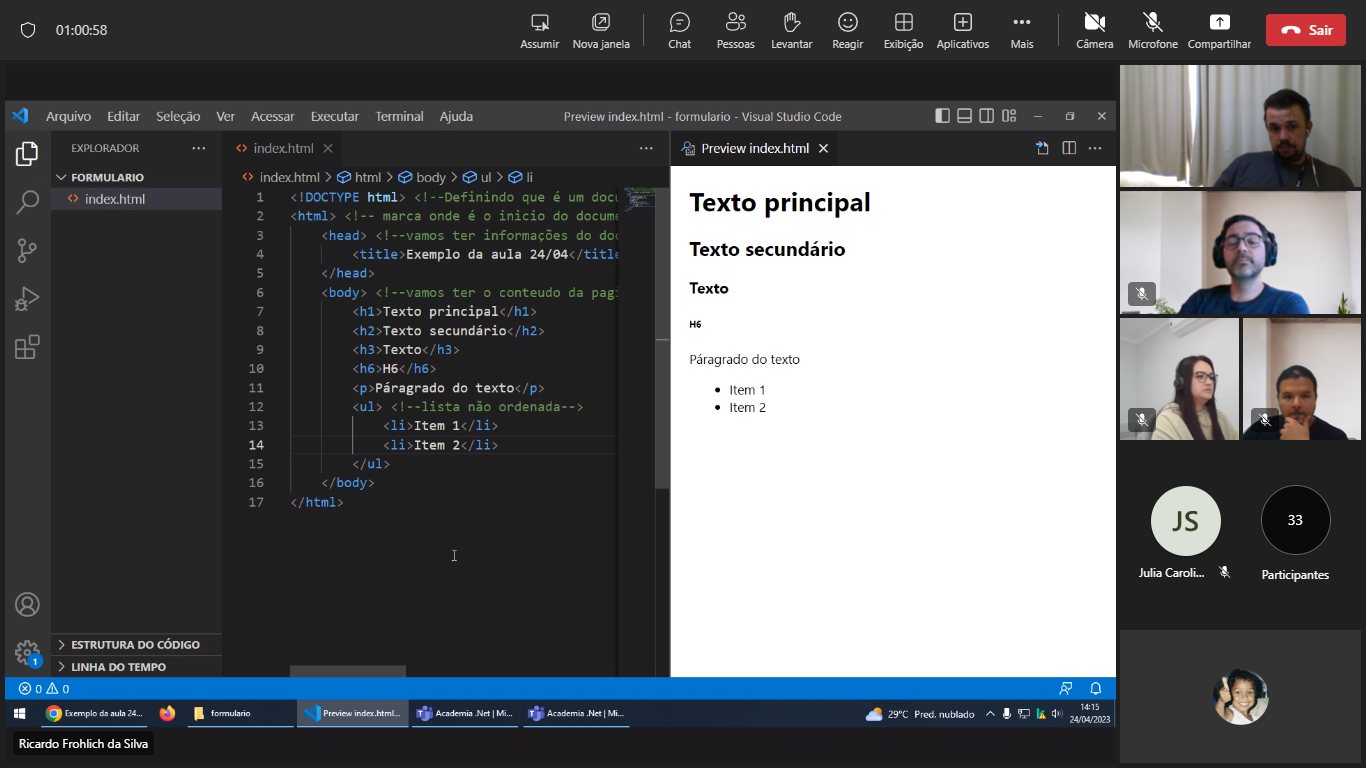 01:00:58
Assumir
Nova janela
Chat
Pessoas
Levantar
Reagir
Exibição
Aplicativos
Mais
Câmera
Microfone
Compartilhar
Sair
Arquivo Editar Seleção Ver Acessar Executar Terminal Ajuda
Preview index.html - formulario - Visual Studio Code
EXPLORADOR
FORMULARIO
index.html
ESTRUTURA DO CÓDIGO
LINHA DO TEMPO
1
index.html
index.html > html > body > ul > li
1 <!DOCTYPE html> <!--Definindo que é um docu
2 <html> <!-- marca onde é o inicio do docume
3 <head> <!--vamos ter informações do doc
4 <title>Exemplo da aula 24/04</title
5 </head>
6 <body> <!--vamos ter o conteudo da pagi
7 <h1>Texto principal</h1>
8 <h2>Texto secundário</h2>
9 <h3>Texto</h3>
10 <h6>H6</h6>
11 <p>Páragrado do texto</p>
12 <ul> <!--lista não ordenada-->
13 <li>Item 1</li>
14 <li>Item 2</li>
15 </ul>
16 </body>
17 </html>
Preview index.html
Texto principal
Texto secundário
Texto
H6
Páragrado do texto
• Item 1
• Item 2
0 0
Exemplo da aula 24...
formulario
Preview index.html...
Academia .Net | Mi...
Academia .Net | Mi...
29°C Pred. nublado
14:15
24/04/2023
Ricardo Frohlich da Silva
JS
Julia Caroli...
33
Participantes